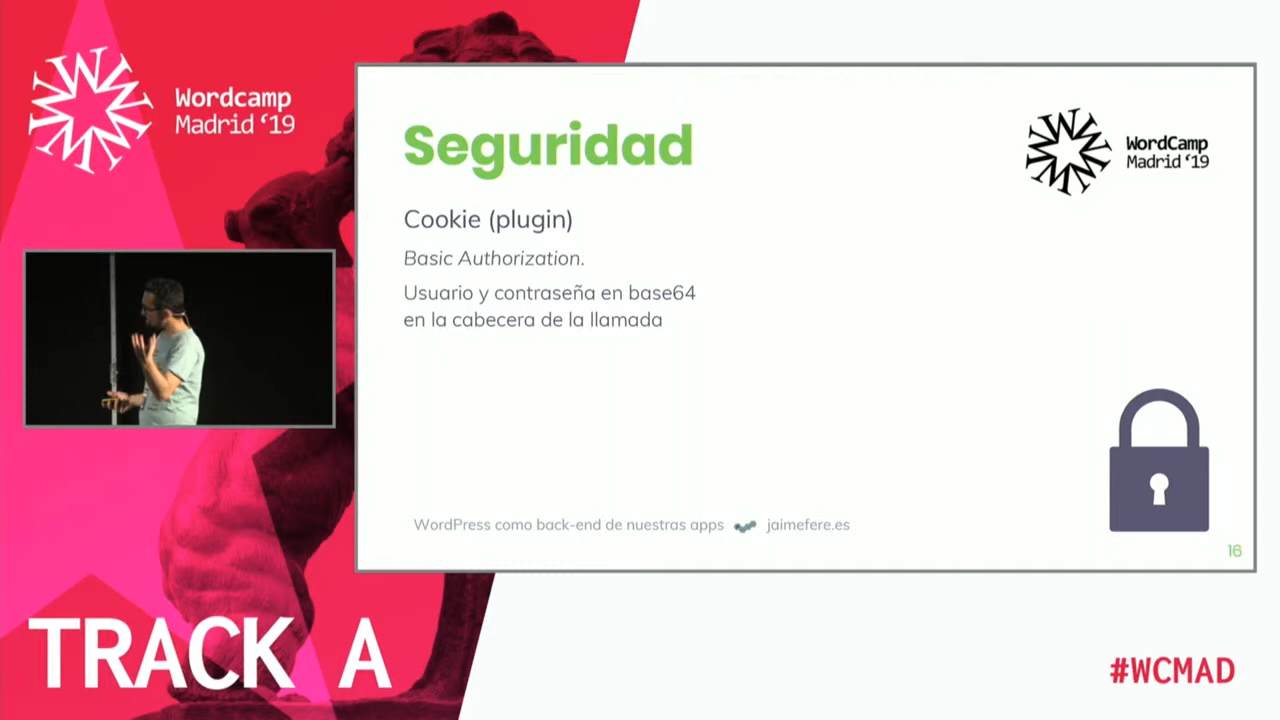 Wordcamp
Madrid ‘19
Seguridad
WordCamp
Madrid ‘19
Cookie (plugin)
Basic Authorization.
Usuario y contraseña en base64
en la cabecera de la llamada
WordPress como back-end de nuestras apps jaimefere.es
16
TRACK A
#WCMAD